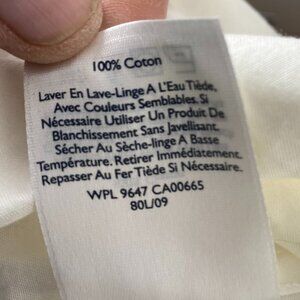 100% Coton
Laver En Lave-Linge A L'Eau Tiède,
Avec Couleurs Semblables. Si
Nécessaire Utiliser Un Produit De
Blanchissement Sans Javellisant.
Sécher Au Sèche-linge A Basse
Température. Retirer Immédiatement.
Repasser Au Fer Tiède Si Nécessaire.
WPL 9647 CA00665
80L/09